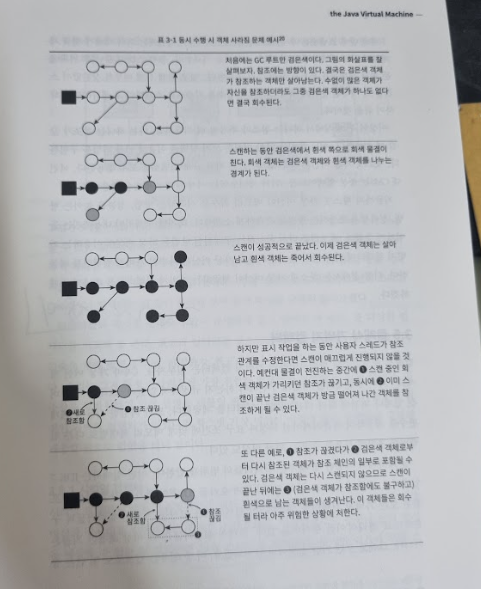 the Java Virtual Machine
표 3-1 동시 수행 시 객체 사라짐 문제 예시
처음에는 GC 루트만 검은색이다. 그림의 화살표를 잘
살펴보자. 참조에는 방향이 있다. 결국은 검은색 객체
가 참조하는 객체만 살아남는다. 수없이 많은 객체가
자신을 참조하더라도 그중 검은색 객체가 하나도 없다
면 결국 회수된다.
스캔하는 동안 검은색에서 흰색 쪽으로 회색 물결이
친다. 회색 객체는 검은색 객체와 흰색 객체를 나누는
경계가 된다.
스캔이 성공적으로 끝났다. 이제 검은색 객체는 살아
남고 흰색 객체는 죽어서 회수된다.
하지만 표시 작업을 하는 동안 사용자 스레드가 참조
관계를 수정한다면 스캔이 매끄럽게 진행되지 않을 것
이다. 예컨대 물결이 전진하는 중간에 ❶ 스캔 중인 회
색 객체가 가리키던 참조가 끊기고, 동시에 ❷ 이미 스
캔이 끝난 검은색 객체가 방금 떨어져 나간 객체를 참
조하게 될 수 있다.
❷ 새로
참조함
❶ 참조 끊김
또 다른 예로, ❶ 참조가 끊겼다가 ❷ 검은색 객체로부
터 다시 참조된 객체가 참조 체인의 일부로 포함될 수
있다. 검은색 객체는 다시 스캔되지 않으므로 스캔이
끝난 뒤에는 ❸ (검은색 객체가 참조함에도 불구하고)
흰색으로 남는 객체들이 생겨난다. 이 객체들은 회수
될 터라 아주 위험한 상황에 처한다.
❷ 새로
참조함
❶ 참조
끊김
❸